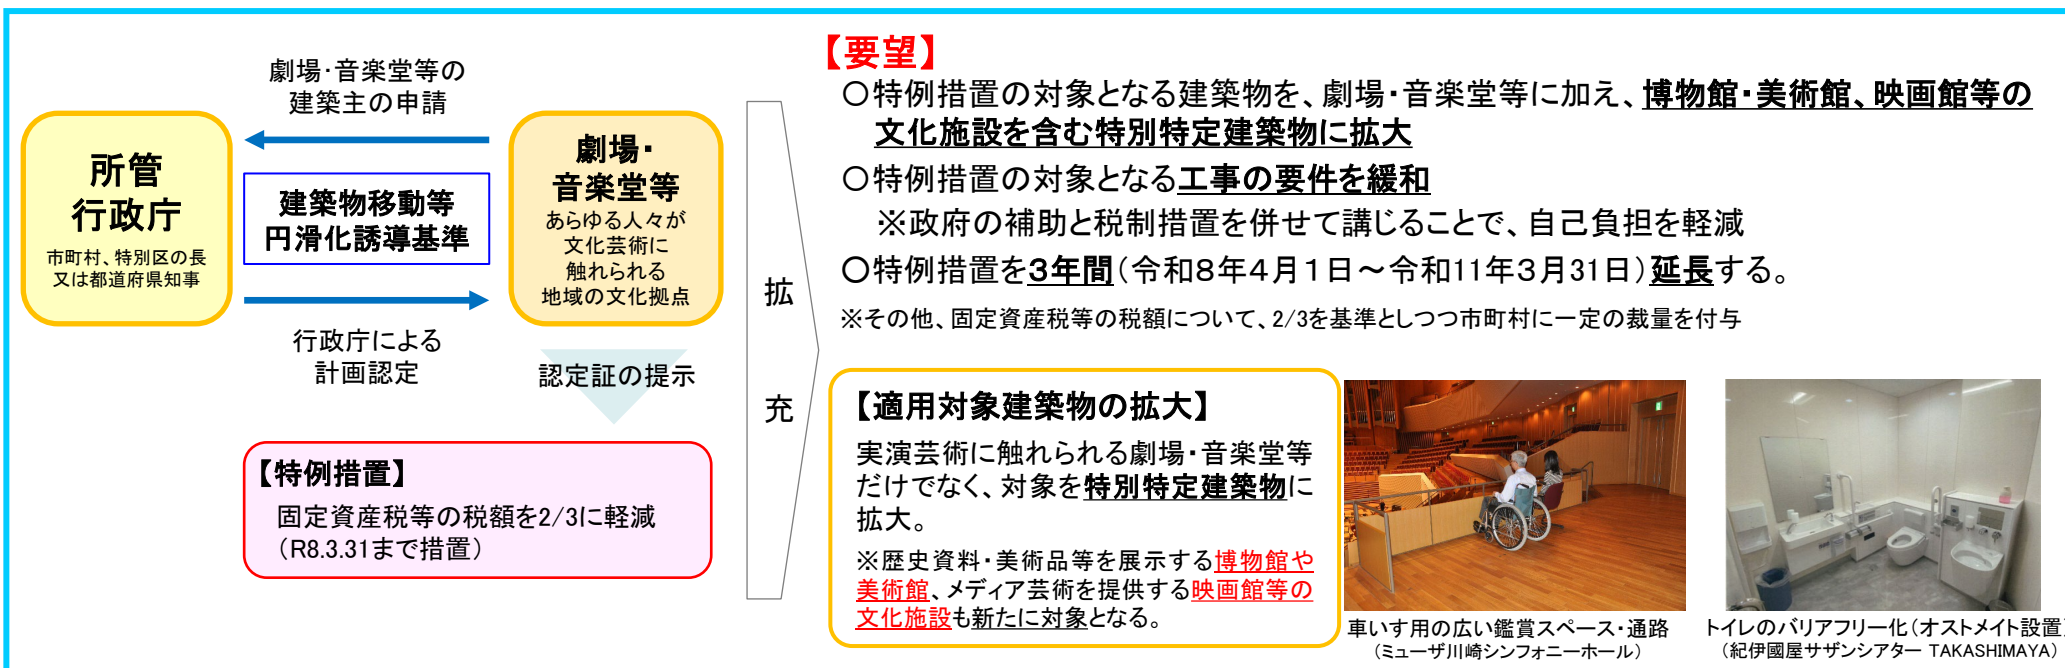 劇場・音楽堂等の
建築主の申請
所管
行政庁
市町村、特別区の長
又は都道府県知事
建築物移動等
円滑化誘導基準
劇場・
音楽堂等
あらゆる人々が
文化芸術に
触れられる
地域の文化拠点
行政庁による
計画認定
認定証の提示
【特例措置】
固定資産税等の税額を2/3に軽減
（R8.3.31まで措置）
拡
充
【要望】
○特例措置の対象となる建築物を、劇場・音楽堂等に加え、博物館・美術館、映画館等の
文化施設を含む特別特定建築物に拡大
○特例措置の対象となる工事の要件を緩和
※政府の補助と税制措置を併せて講じることで、自己負担を軽減
○特例措置を３年間（令和８年４月１日～令和11年３月31日）延長する。
※その他、固定資産税等の税額について、2/3を基準としつつ市町村に一定の裁量を付与
【適用対象建築物の拡大】
実演芸術に触れられる劇場・音楽堂等
だけでなく、対象を特別特定建築物に
拡大。
※歴史資料・美術品等を展示する博物館や
美術館、メディア芸術を提供する映画館等の
文化施設も新たに対象となる。
車いす用の広い鑑賞スペース・通路
（ミューザ川崎シンフォニーホール）
トイレのバリアフリー化（オストメイト設置）
（紀伊國屋サザンシアター TAKASHIMAYA）